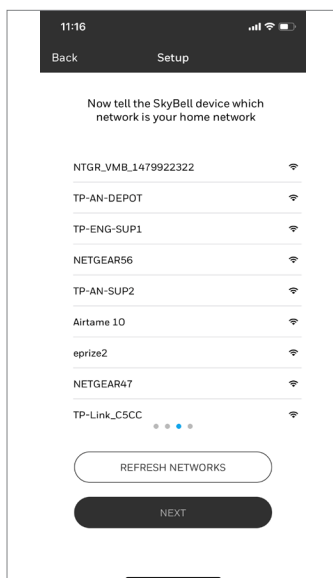 11:16
Back Setup
Now tell the SkyBell device which
network is your home network
NTGR_VMB_1479922322
TP-AN-DEPOT
TP-ENG-SUP1
NETGEAR56
TP-AN-SUP2
Airtame 10
eprize2
NETGEAR47
TP-Link_C5CC
REFRESH NETWORKS
NEXT